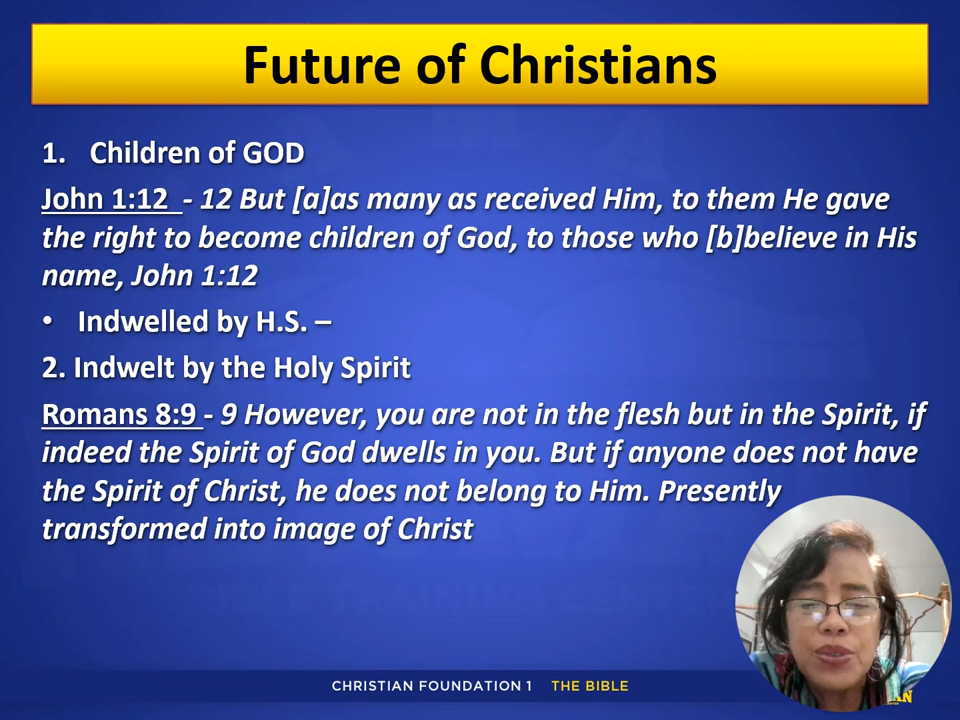 Future of Christians
1. Children of GOD
John 1:12 - 12 But [a]as many as received Him, to them He gave
the right to become children of God, to those who [b]believe in His
name, John 1:12
• Indwelled by H.S. –
2. Indwelt by the Holy Spirit
Romans 8:9 - 9 However, you are not in the flesh but in the Spirit, if
indeed the Spirit of God dwells in you. But if anyone does not have
the Spirit of Christ, he does not belong to Him. Presently
transformed into image of Christ
CHRISTIAN FOUNDATION 1 THE BIBLE